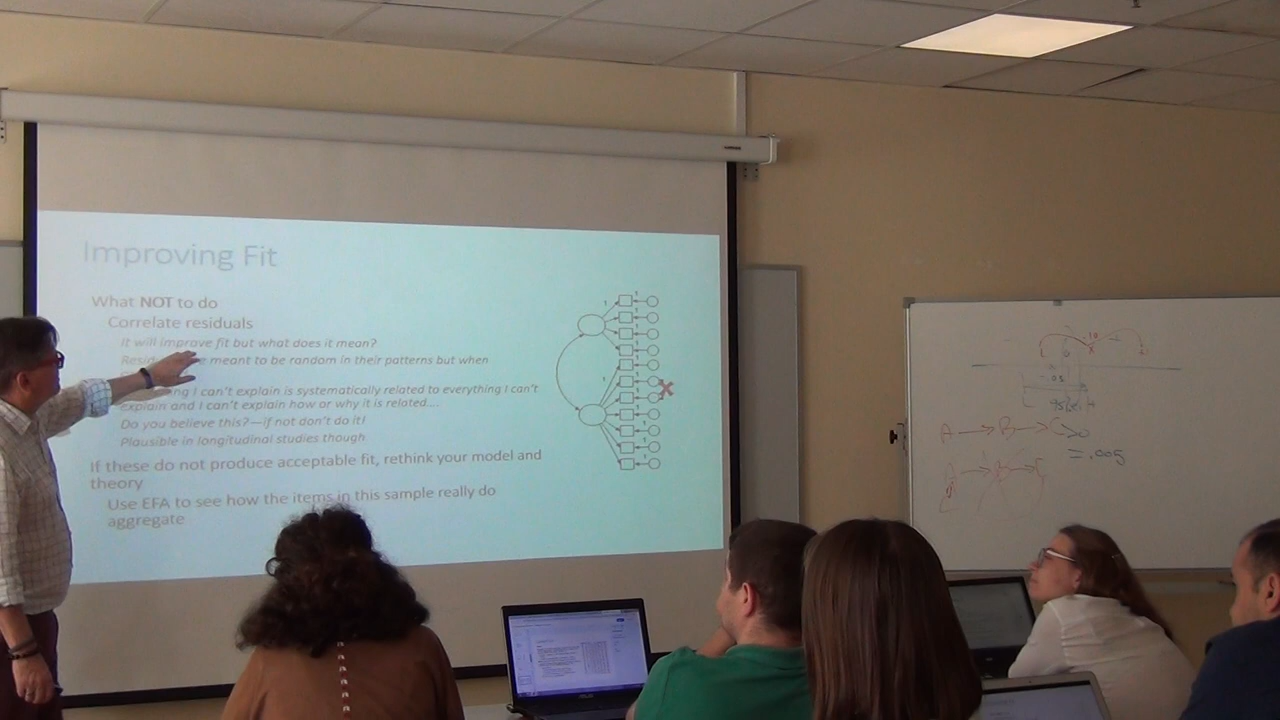 Improving Fit
What NOT to do
Correlate residuals
It will improve fit but what does it mean?
meant to be random in their patterns but when
I can't explain is systematically related to everything I can't
explain and I can't explain how or why it is related....
Do you believe this?—if not don't do it!
Plausible in longitudinal studies though
If these do not produce acceptable fit, rethink your model and
theory
Use EFA to see how the items in this sample really do
aggregate
A → B → C > 0
= .005